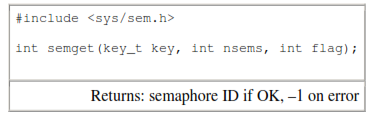 #include <sys/sem.h>
int semget(key_t key, int nsems, int flag);
Returns: semaphore ID if OK, –1 on error